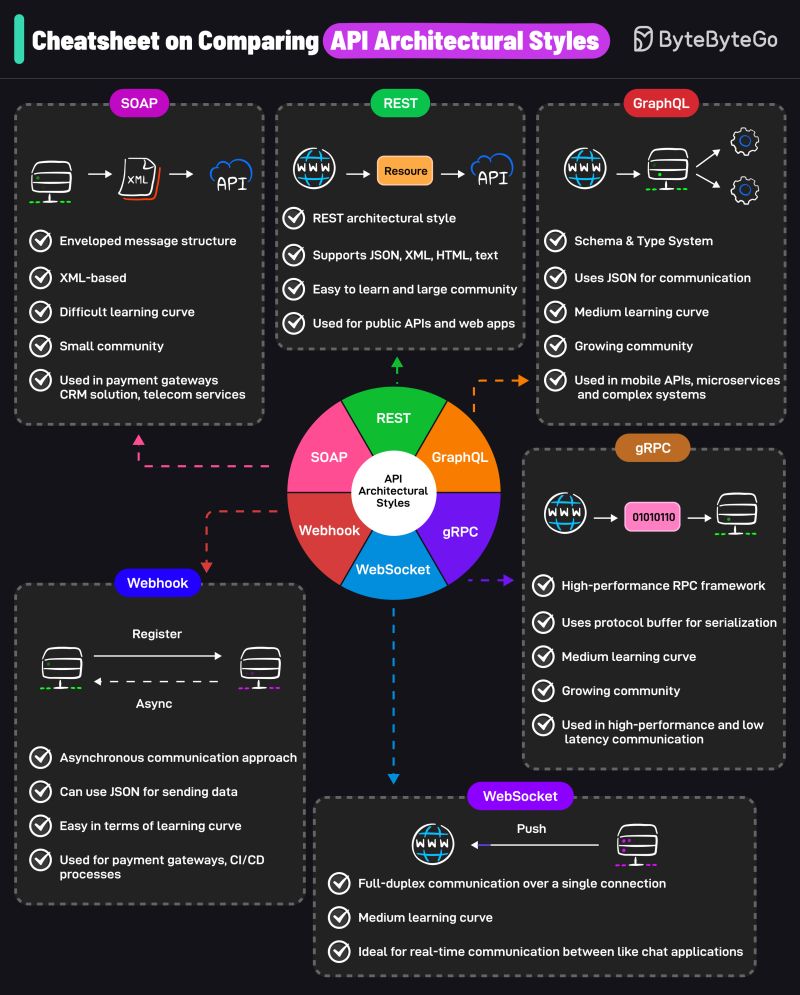 Cheatsheet on Comparing API Architectural Styles
ByteByteGo
SOAP
XML
API
Enveloped message structure
XML-based
Difficult learning curve
Small community
Used in payment gateways
CRM solution, telecom services
REST
WWW
Resoure
API
REST architectural style
Supports JSON, XML, HTML, text
Easy to learn and large community
Used for public APIs and web apps
GraphQL
WWW
Schema & Type System
Uses JSON for communication
Medium learning curve
Growing community
Used in mobile APIs, microservices
and complex systems
REST
SOAP
GraphQL
API
Architectural
Styles
Webhook
gRPC
WebSocket
gRPC
WWW
01010110
High-performance RPC framework
Uses protocol buffer for serialization
Medium learning curve
Growing community
Used in high-performance and low
latency communication
Webhook
Register
Async
Asynchronous communication approach
Can use JSON for sending data
Easy in terms of learning curve
Used for payment gateways, CI/CD
processes
WebSocket
WWW
Push
Full-duplex communication over a single connection
Medium learning curve
Ideal for real-time communication between like chat applications